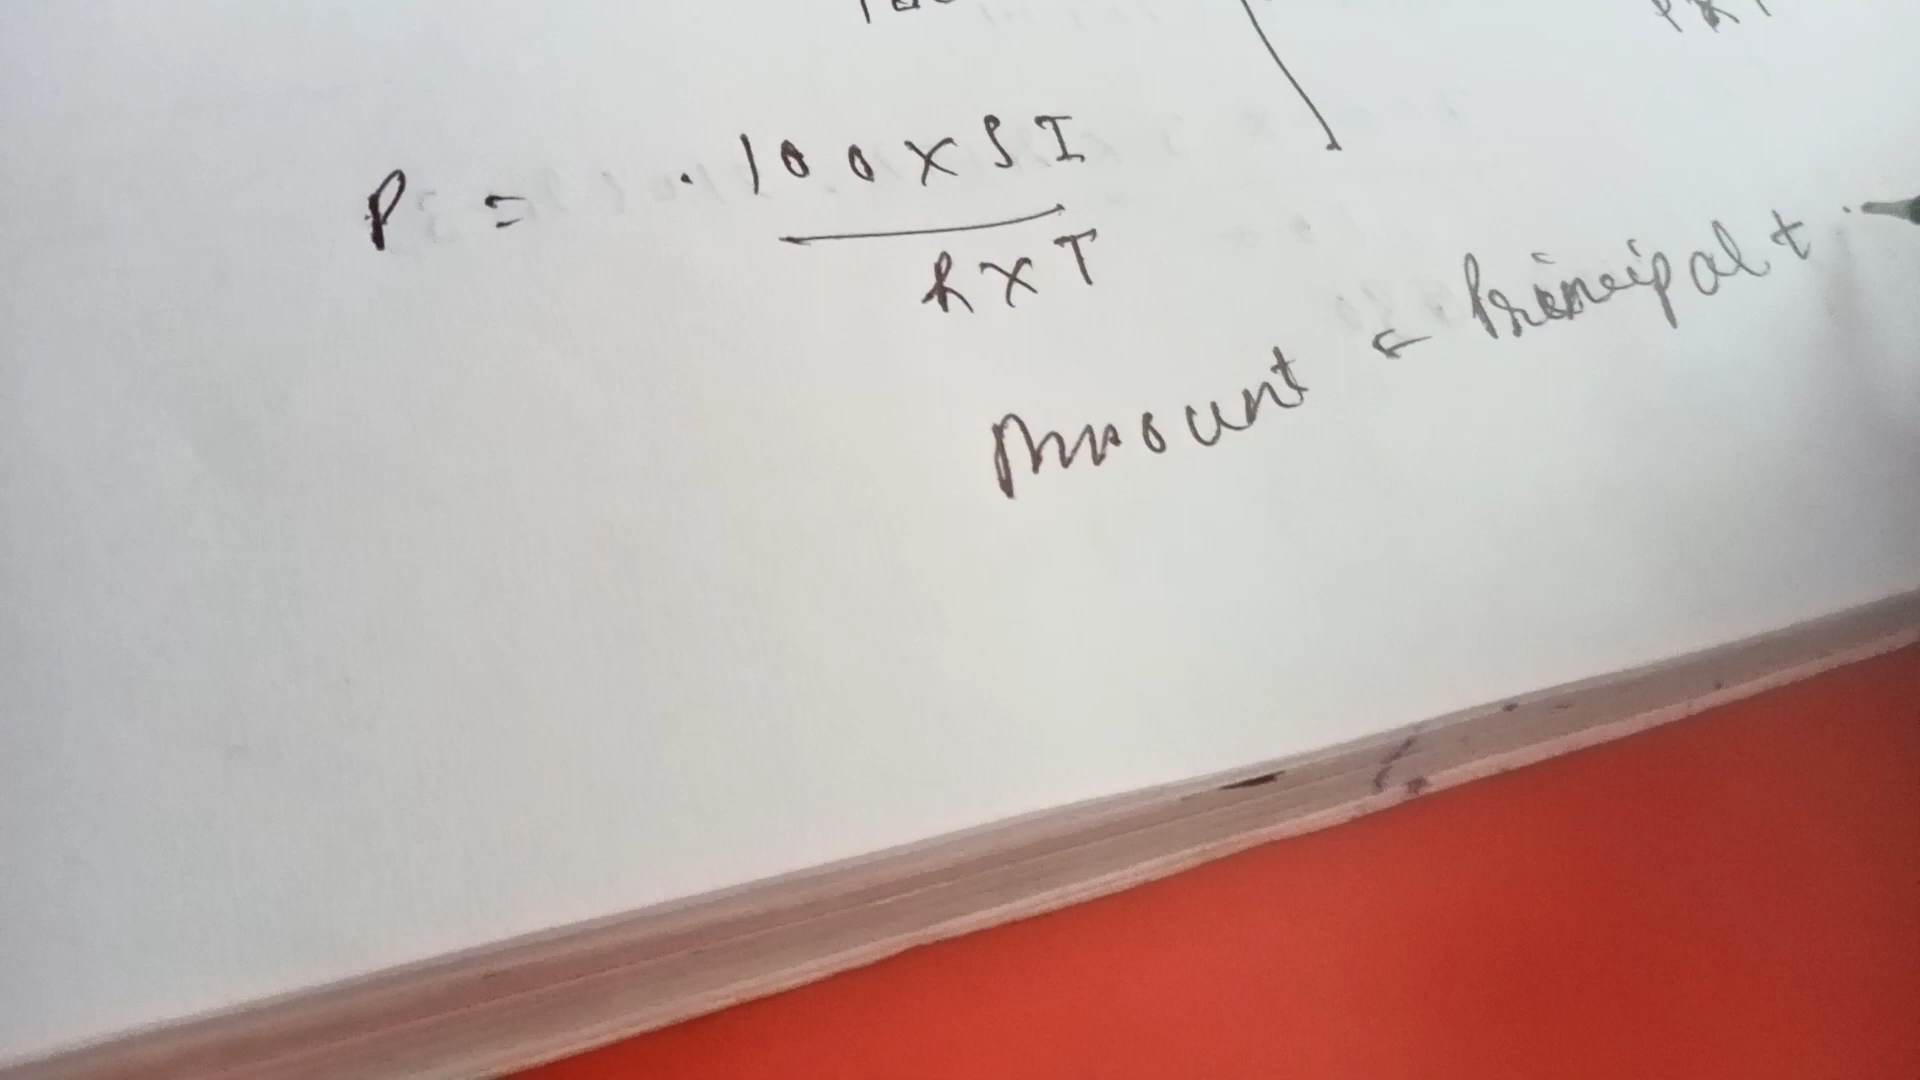 P = 100 × SI
R × T
Amount = Principal +